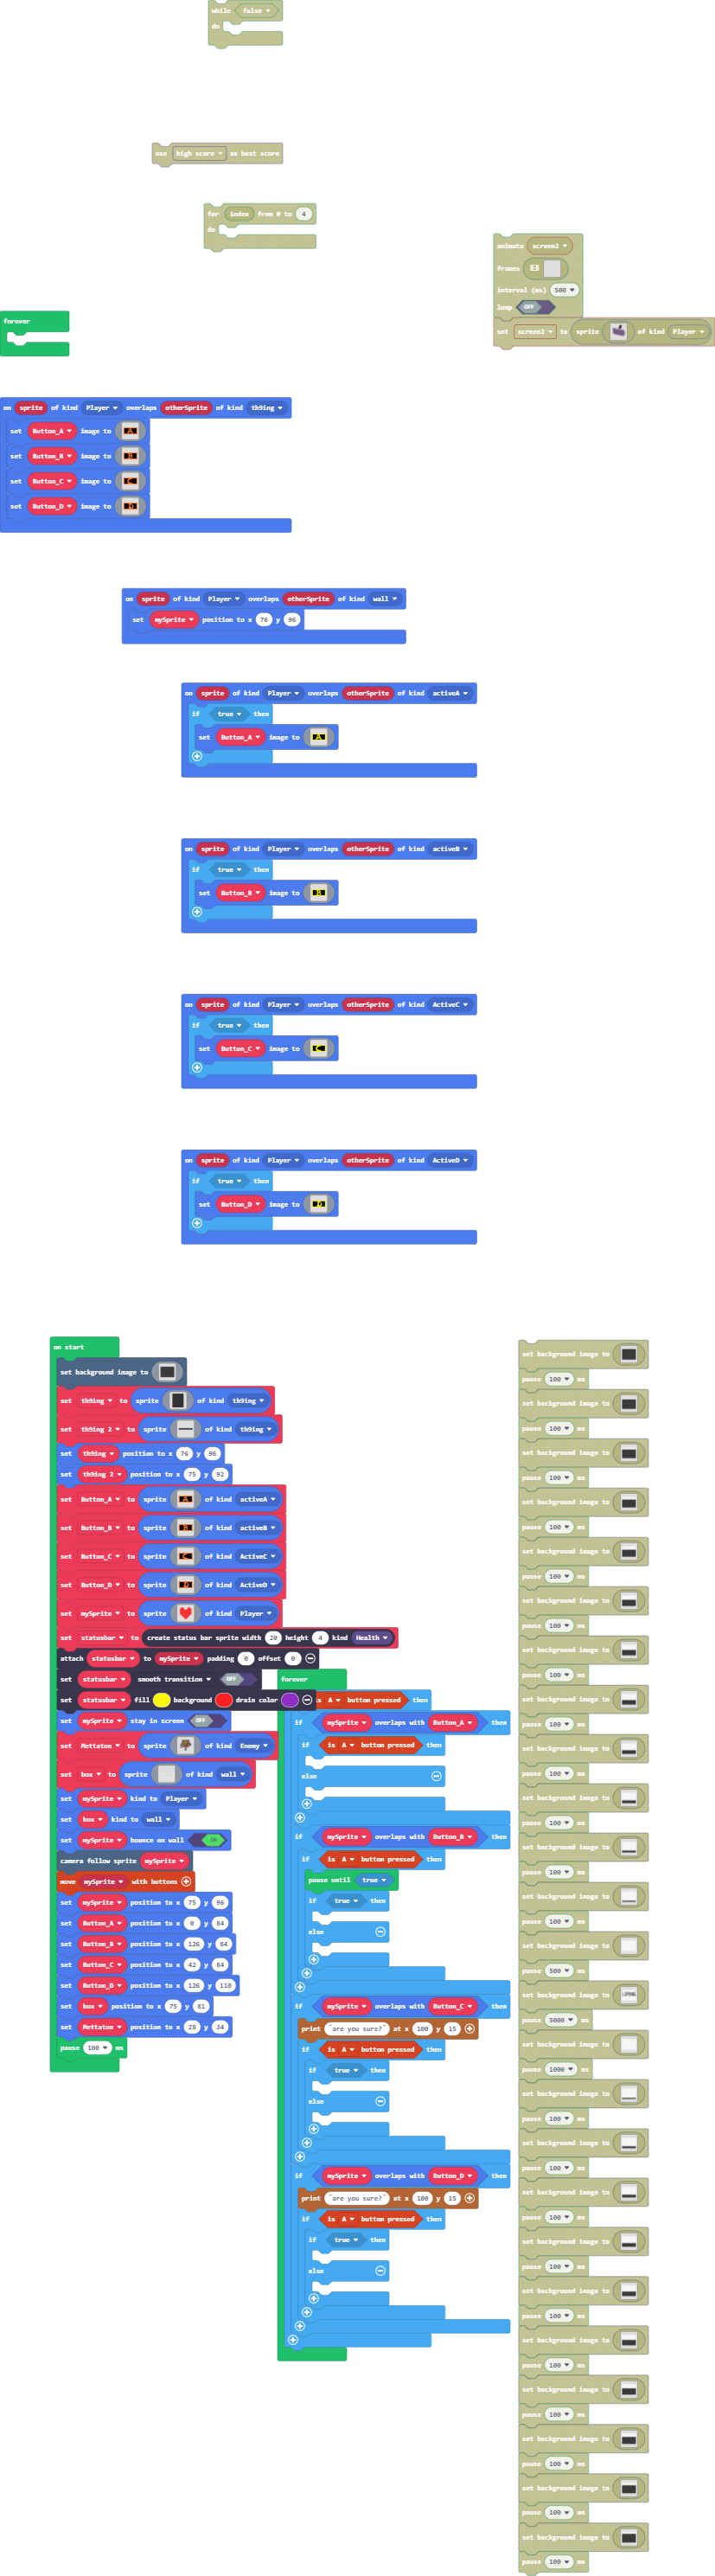 while false
do
use high score as best score
for index from 0 to 4
do
animate screen2
frames
interval (ms) 500
loop OFF
set screen2 to sprite of kind Player
forever
on sprite of kind Player overlaps otherSprite of kind th9ing
set Button_A image to A
set Button_B image to B
set Button_C image to C
set Button_D image to D
on sprite of kind Player overlaps otherSprite of kind wall
set mySprite position to x 76 y 96
on sprite of kind Player overlaps otherSprite of kind activeA
if true then
set Button_A image to A
on sprite of kind Player overlaps otherSprite of kind activeB
if true then
set Button_B image to B
on sprite of kind Player overlaps otherSprite of kind ActiveC
if true then
set Button_C image to C
on sprite of kind Player overlaps otherSprite of kind ActiveD
if true then
set Button_D image to D
on start
set background image to
set th9ing to sprite of kind th9ing
set th9ing 2 to sprite of kind th9ing
set th9ing position to x 76 y 96
set th9ing 2 position to x 75 y 92
set Button_A to sprite A of kind activeA
set Button_B to sprite B of kind activeB
set Button_C to sprite C of kind ActiveC
set Button_D to sprite D of kind ActiveD
set mySprite to sprite of kind Player
set statusbar to create status bar sprite width 20 height 4 kind Health
attach statusbar to mySprite padding 0 offset 0
set statusbar smooth transition OFF
set statusbar fill background drain color
set mySprite stay in screen OFF
set Mettaton to sprite of kind Enemy
set box to sprite of kind wall
set mySprite kind to Player
set box kind to wall
set mySprite bounce on wall ON
camera follow sprite mySprite
move mySprite with buttons
set mySprite position to x 75 y 96
set Button_A position to x 0 y 84
set Button_B position to x 126 y 84
set Button_C position to x 42 y 84
set Button_D position to x 126 y 110
set box position to x 75 y 81
set Mettaton position to x 28 y 34
pause 100 ms
forever
A button pressed then
if mySprite overlaps with Button_A then
if is A button pressed then
else
if mySprite overlaps with Button_B then
if is A button pressed then
pause until true
if true then
else
if mySprite overlaps with Button_C then
print "are you sure?" at x 100 y 15
if is A button pressed then
if true then
else
if mySprite overlaps with Button_D then
print "are you sure?" at x 100 y 15
if is A button pressed then
if true then
else
set background image to
pause 100 ms
set background image to
pause 100 ms
set background image to
pause 100 ms
set background image to
pause 100 ms
set background image to
pause 100 ms
set background image to
pause 100 ms
set background image to
pause 100 ms
set background image to
pause 100 ms
set background image to
pause 100 ms
set background image to
pause 100 ms
set background image to
pause 100 ms
set background image to
pause 100 ms
set background image to
pause 500 ms
set background image to
pause 5000 ms
set background image to
pause 1000 ms
set background image to
pause 100 ms
set background image to
pause 100 ms
set background image to
pause 100 ms
set background image to
pause 100 ms
set background image to
pause 100 ms
set background image to
pause 100 ms
set background image to
pause 100 ms
set background image to
pause 100 ms
set background image to
pause 100 ms
set background image to
pause 100 ms